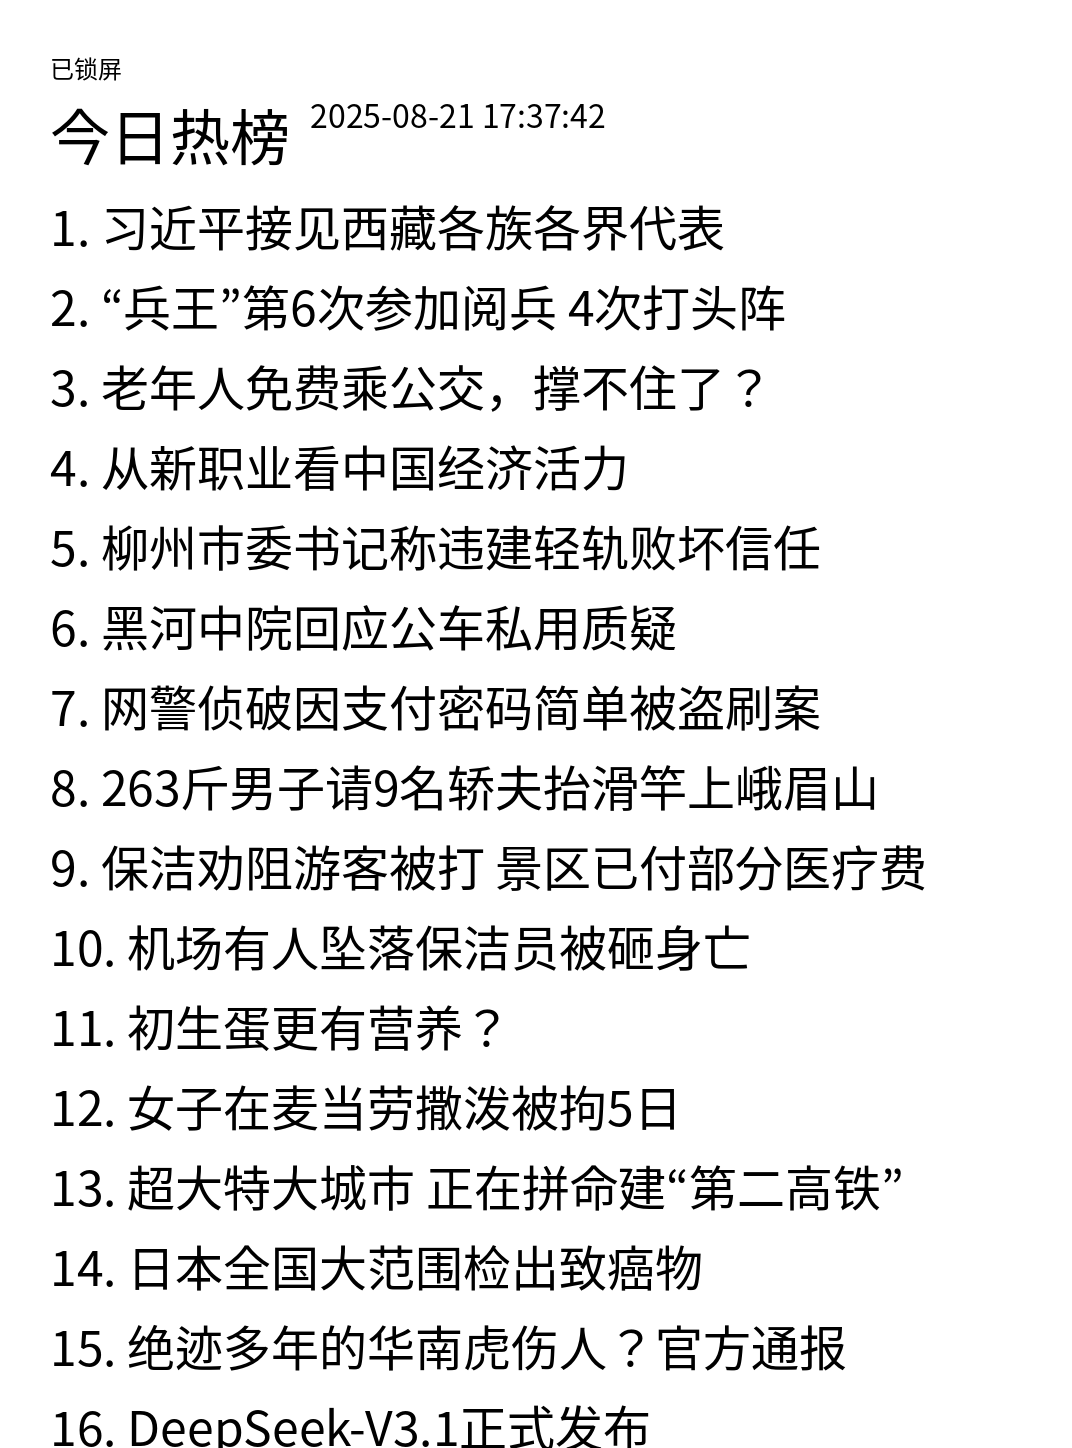 已锁屏
今日热榜 2025-08-21 17:37:42
1. 习近平接见西藏各族各界代表
2. “兵王”第6次参加阅兵 4次打头阵
3. 老年人免费乘公交，撑不住了？
4. 从新职业看中国经济活力
5. 柳州市委书记称违建轻轨败坏信任
6. 黑河中院回应公车私用质疑
7. 网警侦破因支付密码简单被盗刷案
8. 263斤男子请9名轿夫抬滑竿上峨眉山
9. 保洁劝阻游客被打 景区已付部分医疗费
10. 机场有人坠落保洁员被砸身亡
11. 初生蛋更有营养？
12. 女子在麦当劳撒泼被拘5日
13. 超大特大城市 正在拼命建“第二高铁”
14. 日本全国大范围检出致癌物
15. 绝迹多年的华南虎伤人？官方通报
16. DeepSeek-V3.1正式发布